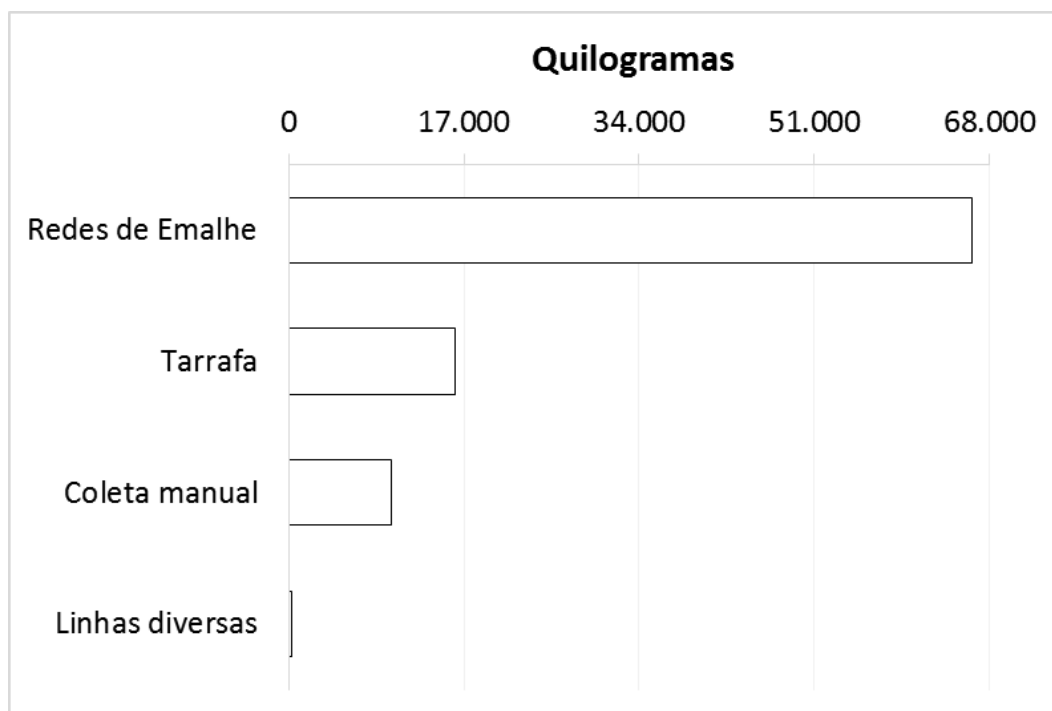 Quilogramas
0 17.000 34.000 51.000 68.000
Redes de Emalhe
Tarrafa
Coleta manual
Linhas diversas